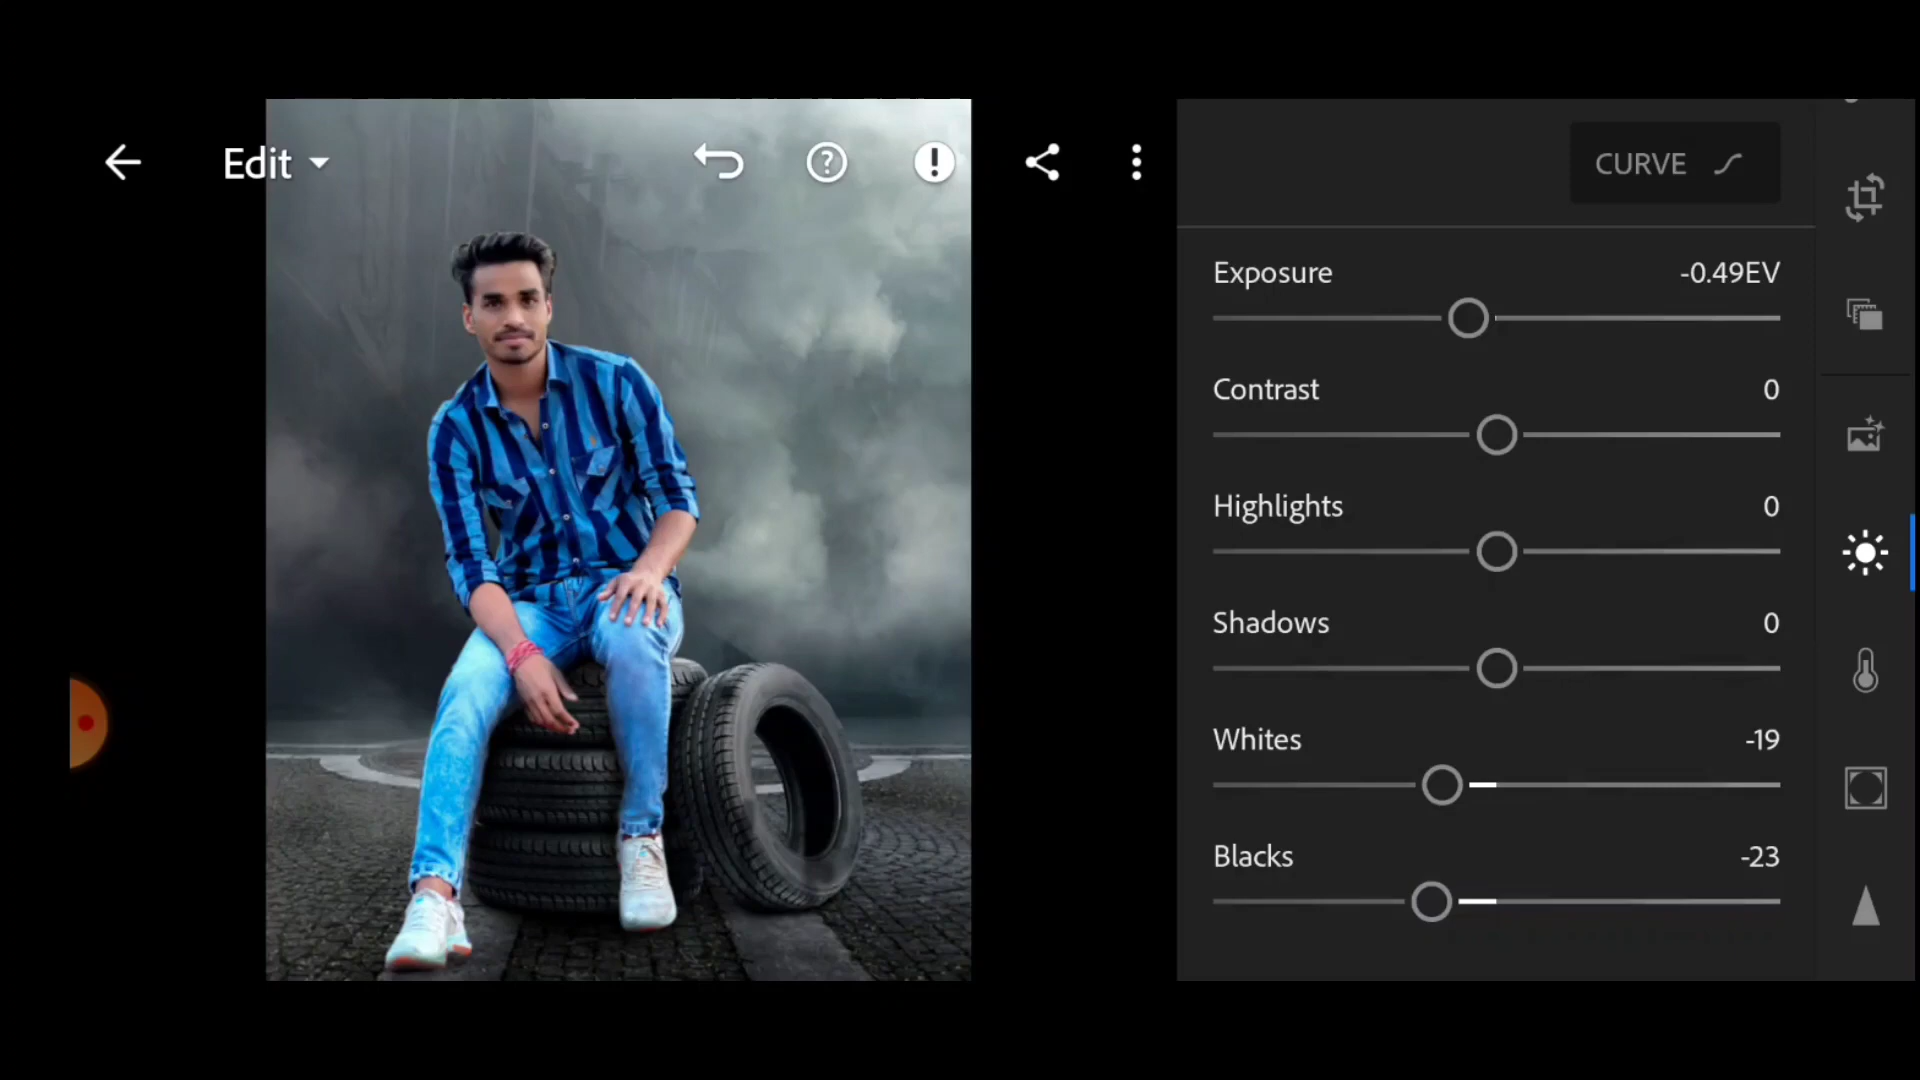 Edit
CURVE
Exposure -0.49EV
Contrast 0
Highlights 0
Shadows 0
Whites -19
Blacks -23